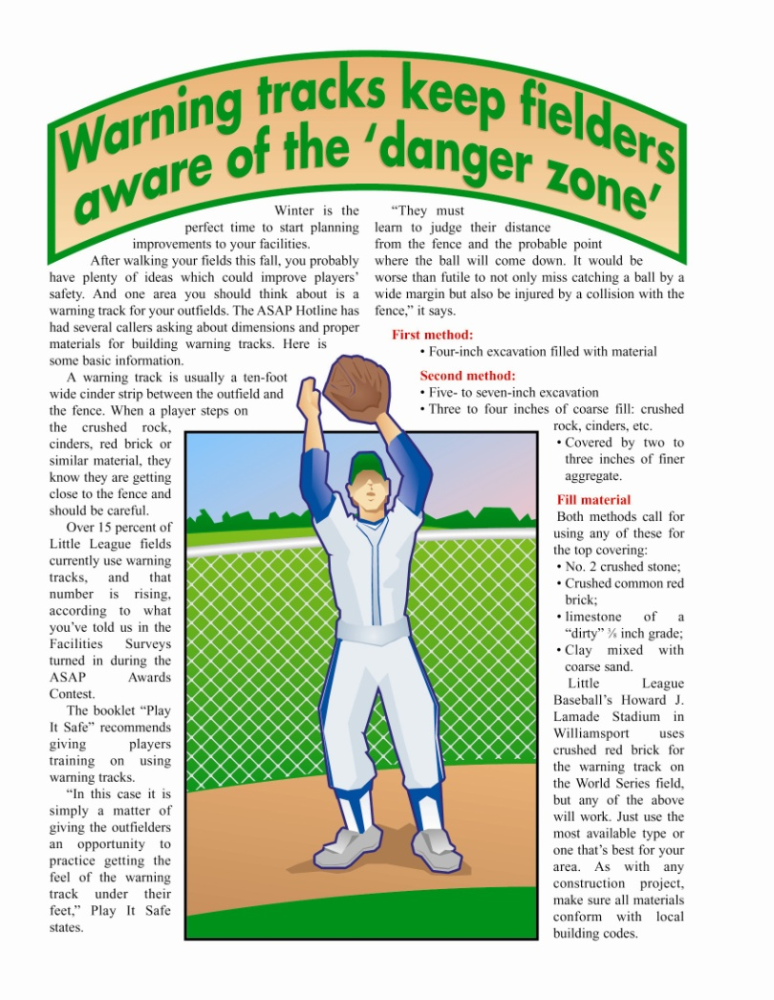 Warning tracks keep fielders
aware of the ‘danger zone’
Winter is the
perfect time to start planning
improvements to your facilities.
After walking your fields this fall, you probably
have plenty of ideas which could improve players’
safety. And one area you should think about is a
warning track for your outfields. The ASAP Hotline has
had several callers asking about dimensions and proper
materials for building warning tracks. Here is
some basic information.
A warning track is usually a ten-foot
wide cinder strip between the outfield and
the fence. When a player steps on
the crushed rock,
cinders, red brick or
similar material, they
know they are getting
close to the fence and
should be careful.
Over 15 percent of
Little League fields
currently use warning
tracks, and that
number is rising,
according to what
you’ve told us in the
Facilities Surveys
turned in during the
ASAP Awards
Contest.
The booklet “Play
It Safe” recommends
giving players
training on using
warning tracks.
“In this case it is
simply a matter of
giving the outfielders
an opportunity to
practice getting the
feel of the warning
track under their
feet,” Play It Safe
states.
“They must
learn to judge their distance
from the fence and the probable point
where the ball will come down. It would be
worse than futile to not only miss catching a ball by a
wide margin but also be injured by a collision with the
fence,” it says.
First method:
• Four-inch excavation filled with material
Second method:
• Five- to seven-inch excavation
• Three to four inches of coarse fill: crushed
rock, cinders, etc.
• Covered by two to
three inches of finer
aggregate.
Fill material
Both methods call for
using any of these for
the top covering:
• No. 2 crushed stone;
• Crushed common red
brick;
• limestone of a
“dirty” ⅜ inch grade;
• Clay mixed with
coarse sand.
Little League
Baseball’s Howard J.
Lamade Stadium in
Williamsport uses
crushed red brick for
the warning track on
the World Series field,
but any of the above
will work. Just use the
most available type or
one that’s best for your
area. As with any
construction project,
make sure all materials
conform with local
building codes.